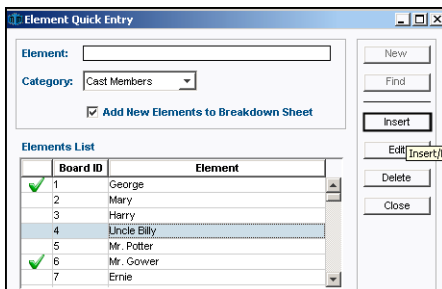 Element Quick Entry
Element:
Category: Cast Members
Add New Elements to Breakdown Sheet
New
Find
Insert
Edit
Insert/
Delete
Close
Elements List
Board ID Element
1 George
2 Mary
3 Harry
4 Uncle Billy
5 Mr. Potter
6 Mr. Gower
7 Ernie